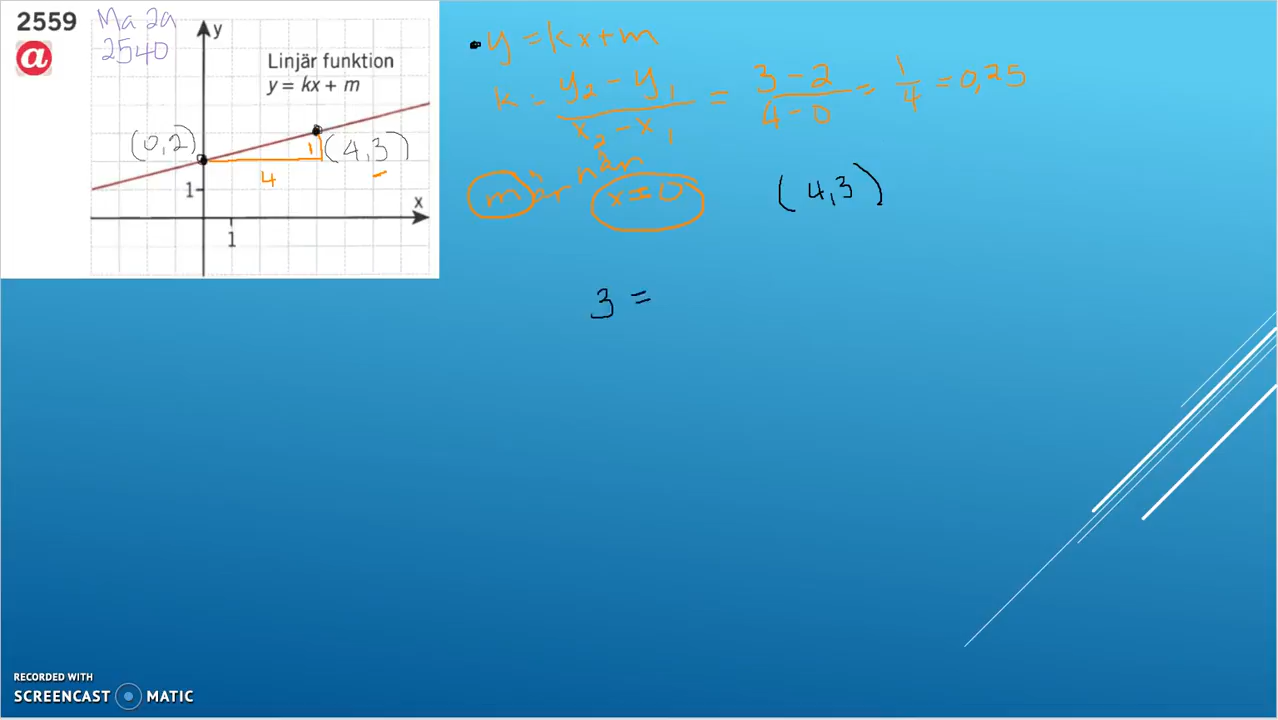 2559
a
Ma 2a
2540
y
Linjär funktion
y = kx + m
(0,2)
(4,3)
1
4
1
x
1
y = kx + m
k = y₂ - y₁ / x₂ - x₁ = 3 - 2 / 4 - 0 = 1/4 = 0,25
m är när x = 0
(4,3)
3 =
RECORDED WITH
SCREENCAST MATIC